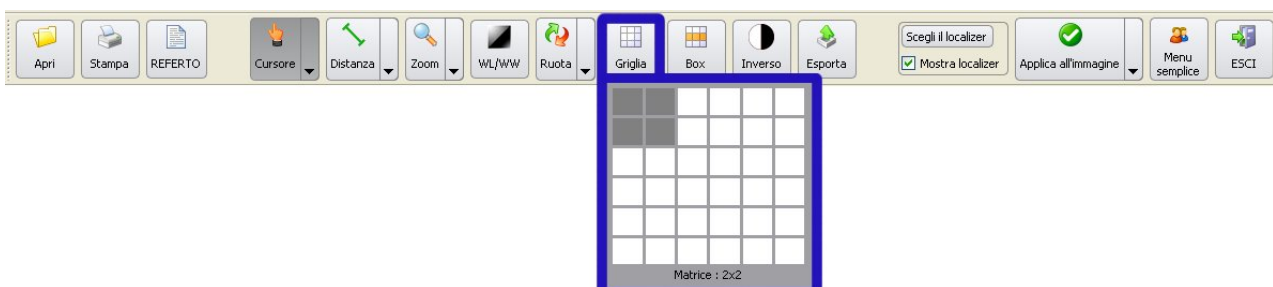 Apri
Stampa
REFERTO
Cursore
Distanza
Zoom
WL/WW
Ruota
Griglia
Box
Inverso
Esporta
Scegli il localizer
Mostra localizer
Applica all'immagine
Menu
semplice
ESCI
Matrice : 2x2